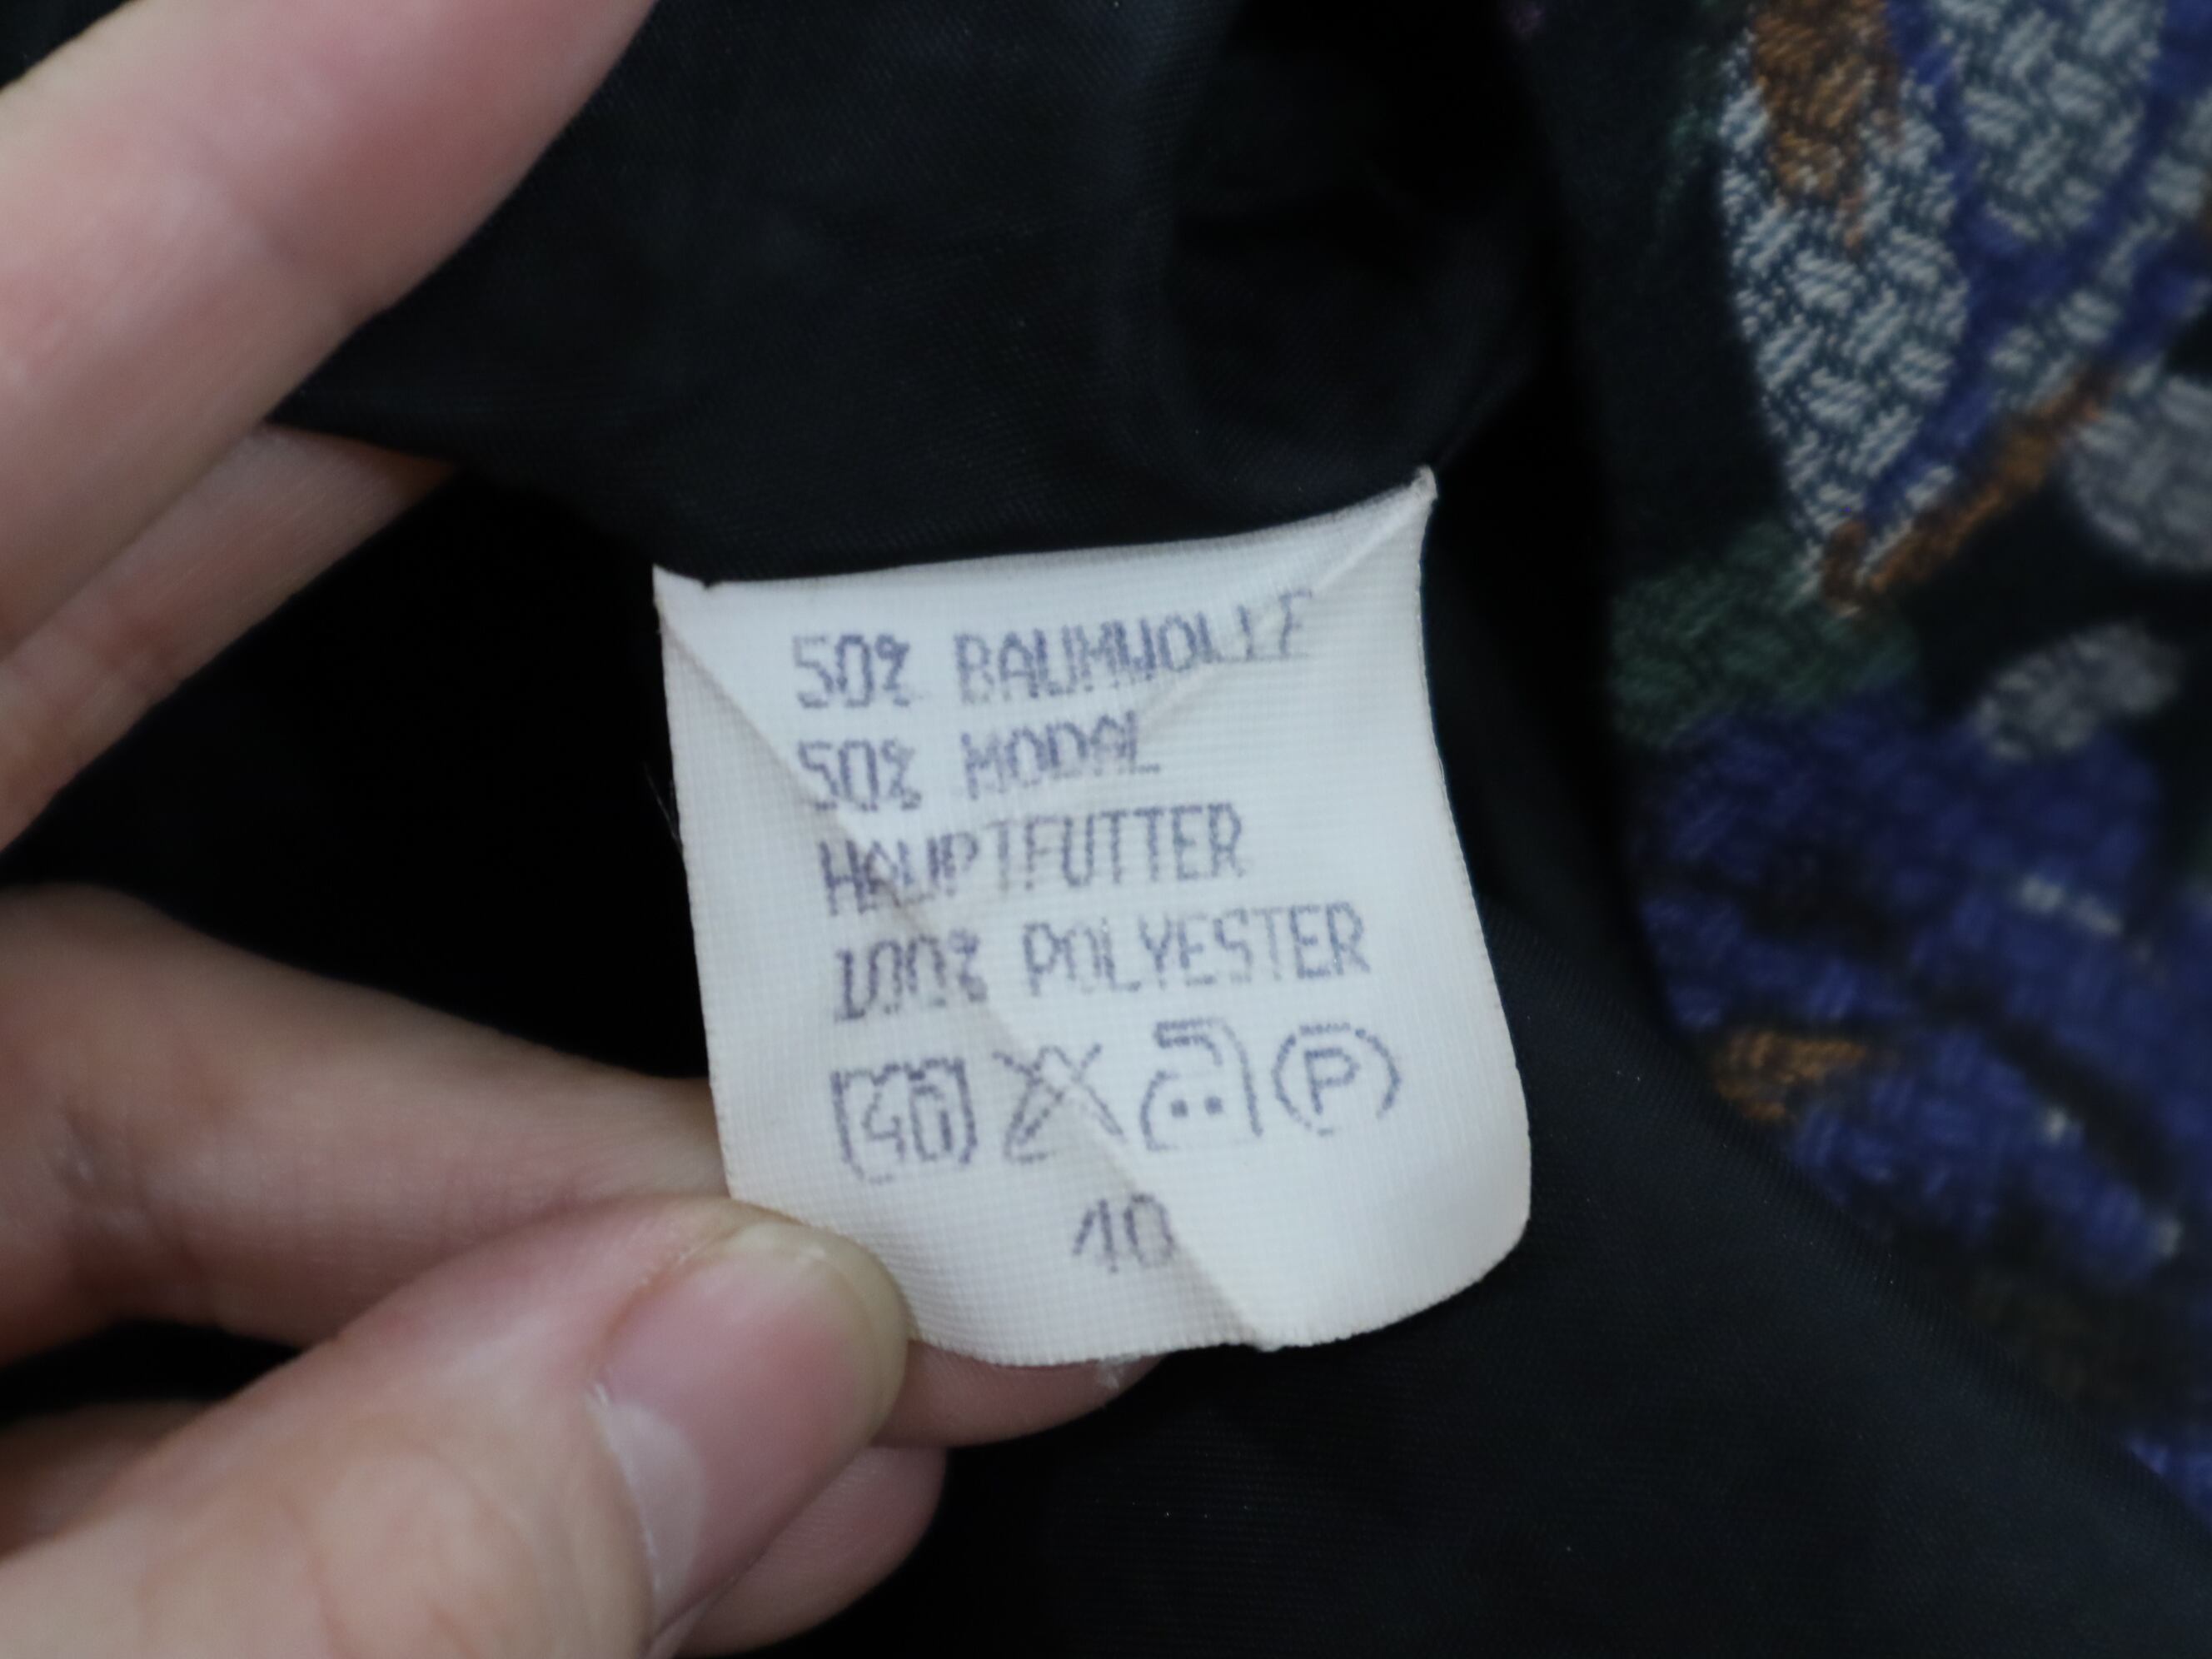 50% BAUMWOLLE
50% MODAL
HAUPTFUTTER
100% POLYESTER
40 P
40